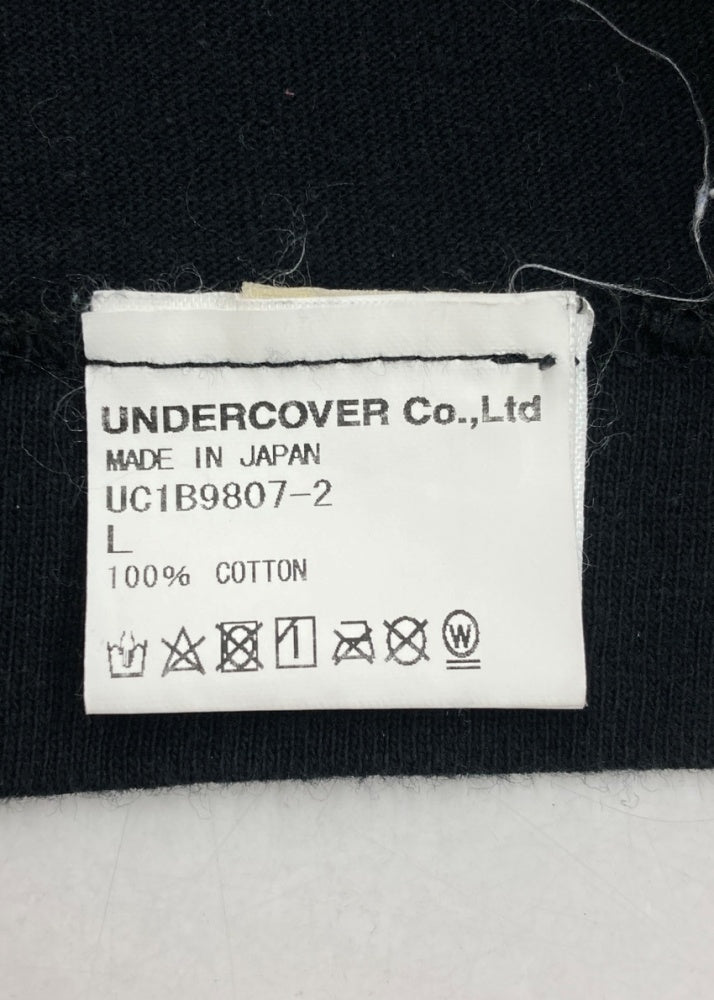 UNDERCOVER Co.,Ltd
MADE IN JAPAN
UC1B9807-2
L
100% COTTON
W